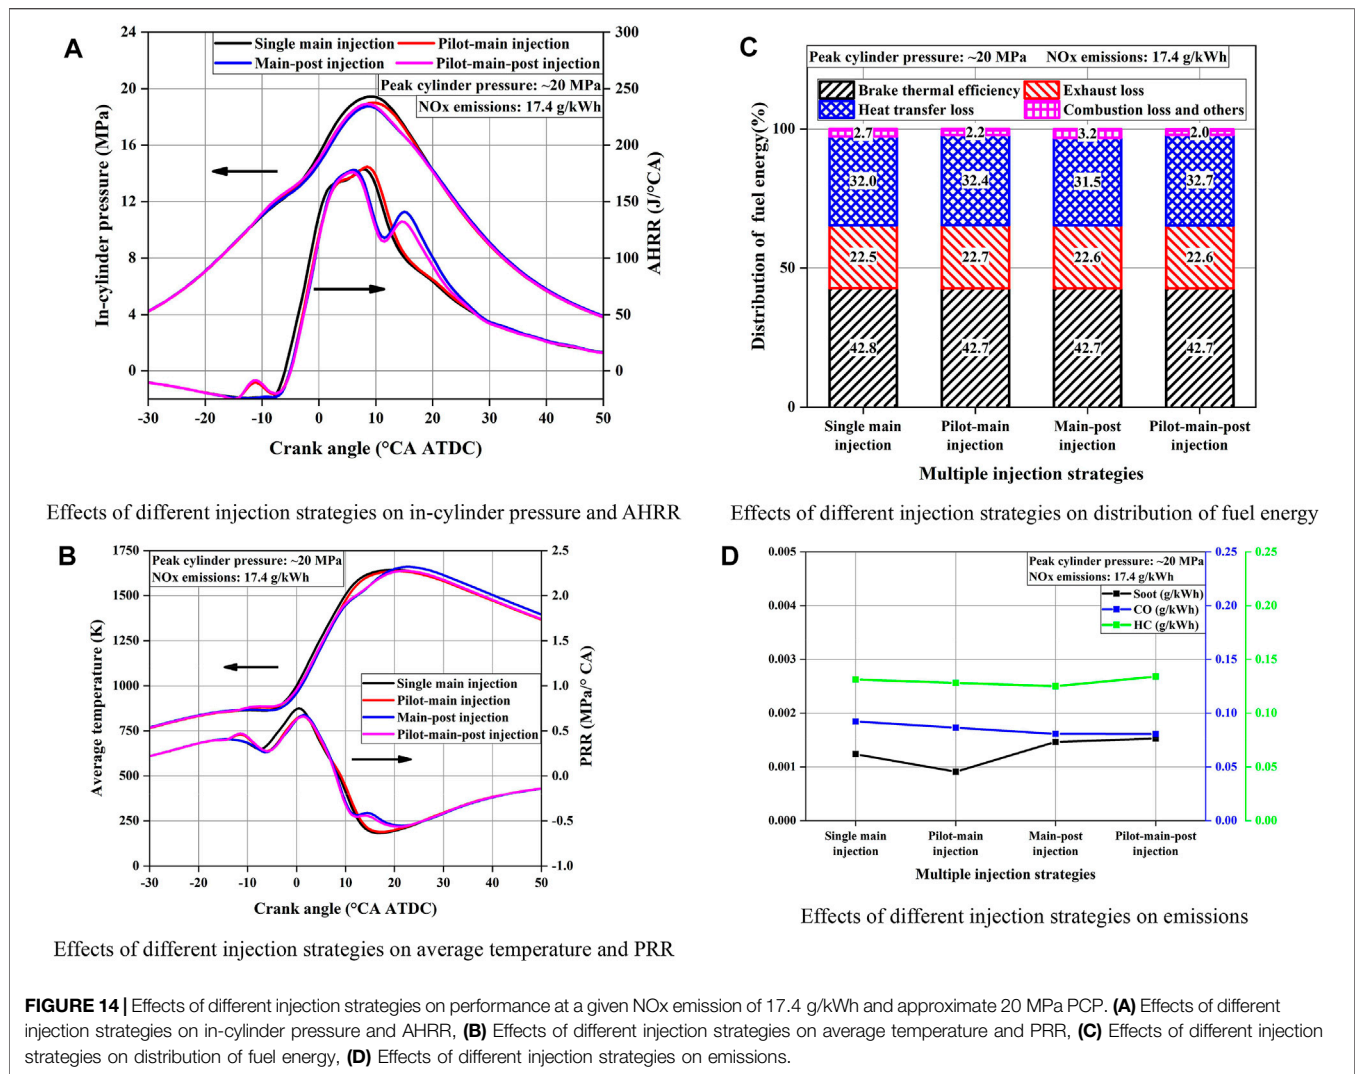 A
24
20
16
12
8
4
0
In-cylinder pressure (MPa)
Single main injection
Pilot-main injection
Main-post injection
Pilot-main-post injection
Peak cylinder pressure: ~20 MPa
NOx emissions: 17.4 g/kWh
300
250
200
150
100
50
0
AHRR (J/°CA)
-30 -20 -10 0 10 20 30 40 50
Crank angle (°CA ATDC)
Effects of different injection strategies on in-cylinder pressure and AHRR
C
Peak cylinder pressure: ~20 MPa NOx emissions: 17.4 g/kWh
Brake thermal efficiency
Exhaust loss
Heat transfer loss
Combustion loss and others
Distribution of fuel energy(%)
100
50
0
2.7 2.2 3.2 2.0
32.0 32.4 31.5 32.7
22.5 22.7 22.6 22.6
42.8 42.7 42.7 42.7
Single main Pilot-main Main-post Pilot-main-post
injection injection injection injection
Multiple injection strategies
Effects of different injection strategies on distribution of fuel energy
B
1750
1500
1250
1000
750
500
250
0
Average temperature (K)
Peak cylinder pressure: ~20 MPa
NOx emissions: 17.4 g/kWh
Single main injection
Pilot-main injection
Main-post injection
Pilot-main-post injection
2.5
2.0
1.5
1.0
0.5
0.0
-0.5
-1.0
PRR (MPa/° CA)
-30 -20 -10 0 10 20 30 40 50
Crank angle (°CA ATDC)
Effects of different injection strategies on average temperature and PRR
D
0.005
0.004
0.003
0.002
0.001
0.000
Peak cylinder pressure: ~20 MPa
NOx emissions: 17.4 g/kWh
Soot (g/kWh)
CO (g/kWh)
HC (g/kWh)
0.25 0.25
0.20 0.20
0.15 0.15
0.10 0.10
0.05 0.05
0.00 0.00
Single main Pilot-main Main-post Pilot-main-post
injection injection injection injection
Multiple injection strategies
Effects of different injection strategies on emissions
FIGURE 14 | Effects of different injection strategies on performance at a given NOx emission of 17.4 g/kWh and approximate 20 MPa PCP. (A) Effects of different
injection strategies on in-cylinder pressure and AHRR, (B) Effects of different injection strategies on average temperature and PRR, (C) Effects of different injection
strategies on distribution of fuel energy, (D) Effects of different injection strategies on emissions.